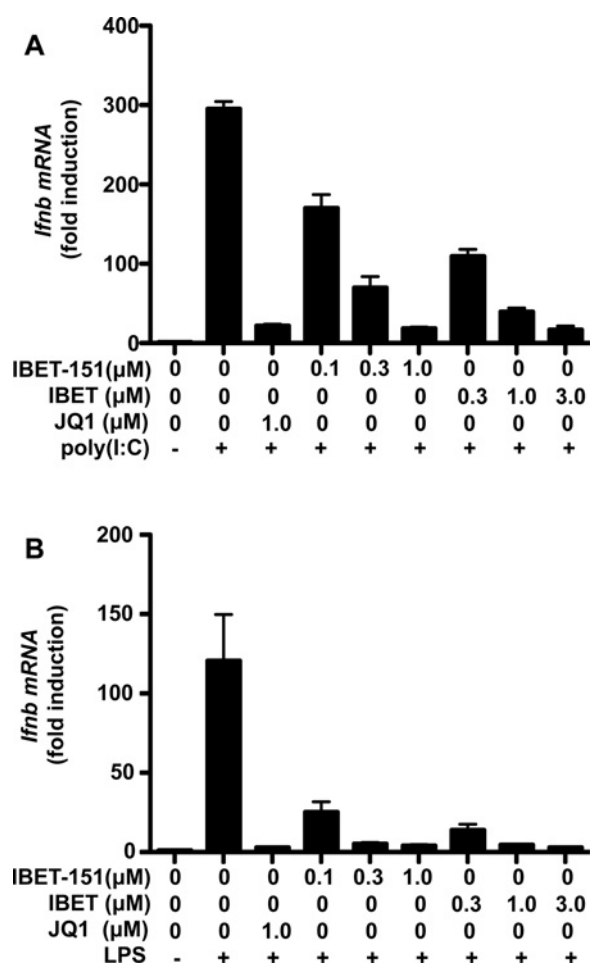 A
Ifnb mRNA
(fold induction)
400
300
200
100
0
IBET-151(μM) 0 0 0 0.1 0.3 1.0 0 0 0
IBET (μM) 0 0 0 0 0 0 0.3 1.0 3.0
JQ1 (μM) 0 0 1.0 0 0 0 0 0 0
poly(I:C) - + + + + + + + +
B
Ifnb mRNA
(fold induction)
200
150
100
50
0
IBET-151(μM) 0 0 0 0.1 0.3 1.0 0 0 0
IBET (μM) 0 0 0 0 0 0 0.3 1.0 3.0
JQ1 (μM) 0 0 1.0 0 0 0 0 0 0
LPS - + + + + + + + +